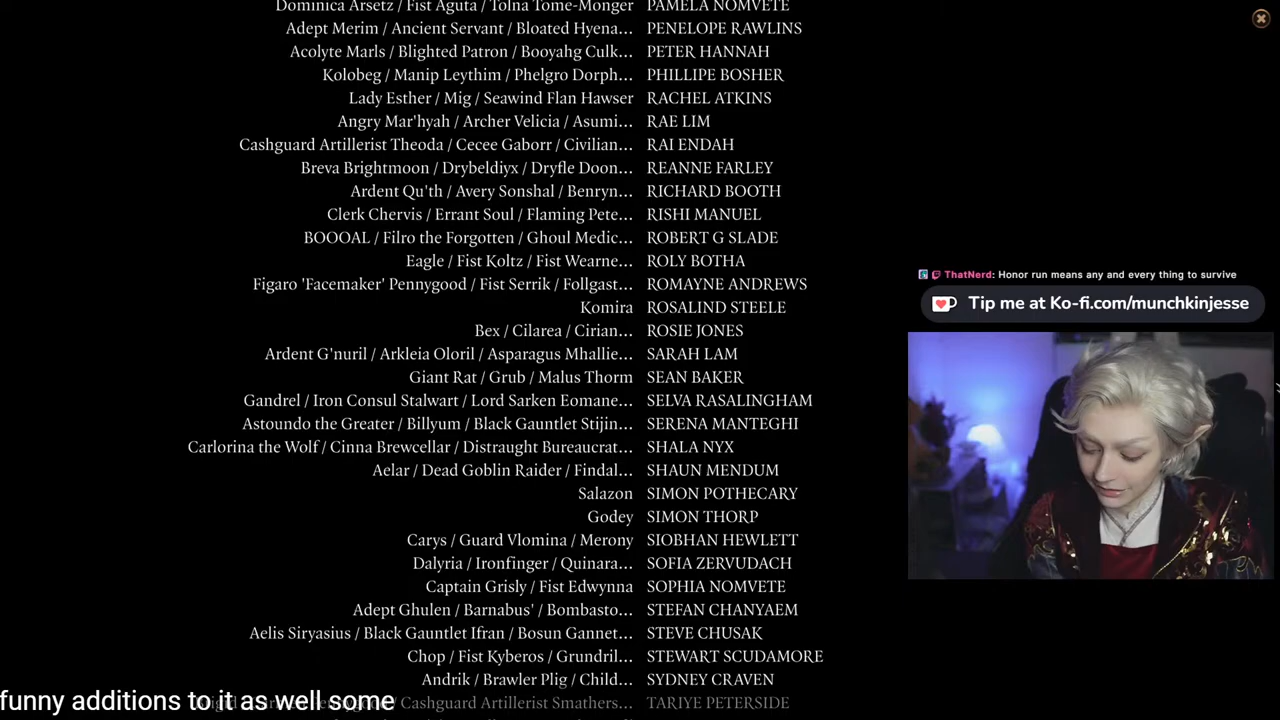 Dominica Arsetz / Fist Aguta / Tolna Tome-Monger PAMELA NOMVETE
Adept Merim / Ancient Servant / Bloated Hyena... PENELOPE RAWLINS
Acolyte Marls / Blighted Patron / Booyahg Culk... PETER HANNAH
Kolobeg / Manip Leythim / Phelgro Dorph... PHILLIPE BOSHER
Lady Esther / Mig / Seawind Flan Hawser RACHEL ATKINS
Angry Mar'hyah / Archer Velicia / Asumi... RAE LIM
Cashguard Artillerist Theoda / Cecee Gaborr / Civilian... RAI ENDAH
Breva Brightmoon / Drybeldiyx / Dryfle Doon... REANNE FARLEY
Ardent Qu'th / Avery Sonshal / Benryn... RICHARD BOOTH
Clerk Chervis / Errant Soul / Flaming Pete... RISHI MANUEL
BOOOAL / Filro the Forgotten / Ghoul Medic... ROBERT G SLADE
Eagle / Fist Koltz / Fist Wearne... ROLY BOTHA
Figaro 'Facemaker' Pennygood / Fist Serrik / Follgast... ROMAYNE ANDREWS
Komira ROSALIND STEELE
Bex / Cilarea / Cirian... ROSIE JONES
Ardent G'nuril / Arkleia Oloril / Asparagus Mhallie... SARAH LAM
Giant Rat / Grub / Malus Thorm SEAN BAKER
Gandrel / Iron Consul Stalwart / Lord Sarken Eomane... SELVA RASALINGHAM
Astoundo the Greater / Billyum / Black Gauntlet Stijin... SERENA MANTEGHI
Carlorina the Wolf / Cinna Brewcellar / Distraught Bureaucrat... SHALA NYX
Aelar / Dead Goblin Raider / Findal... SHAUN MENDUM
Salazon SIMON POTHECARY
Godey SIMON THORP
Carys / Guard Vlomina / Merony SIOBHAN HEWLETT
Dalyria / Ironfinger / Quinara... SOFIA ZERVUDACH
Captain Grisly / Fist Edwynna SOPHIA NOMVETE
Adept Ghulen / Barnabus' / Bombasto... STEFAN CHANYAEM
Aelis Siryasius / Black Gauntlet Ifran / Bosun Gannet... STEVE CHUSAK
Chop / Fist Kyberos / Grundril... STEWART SCUDAMORE
Andrik / Brawler Plig / Child... SYDNEY CRAVEN
/ Cashguard Artillerist Smathers... TARIYE PETERSIDE
funny additions to it as well some
ThatNerd: Honor run means any and every thing to survive
Tip me at Ko-fi.com/munchkinjesse